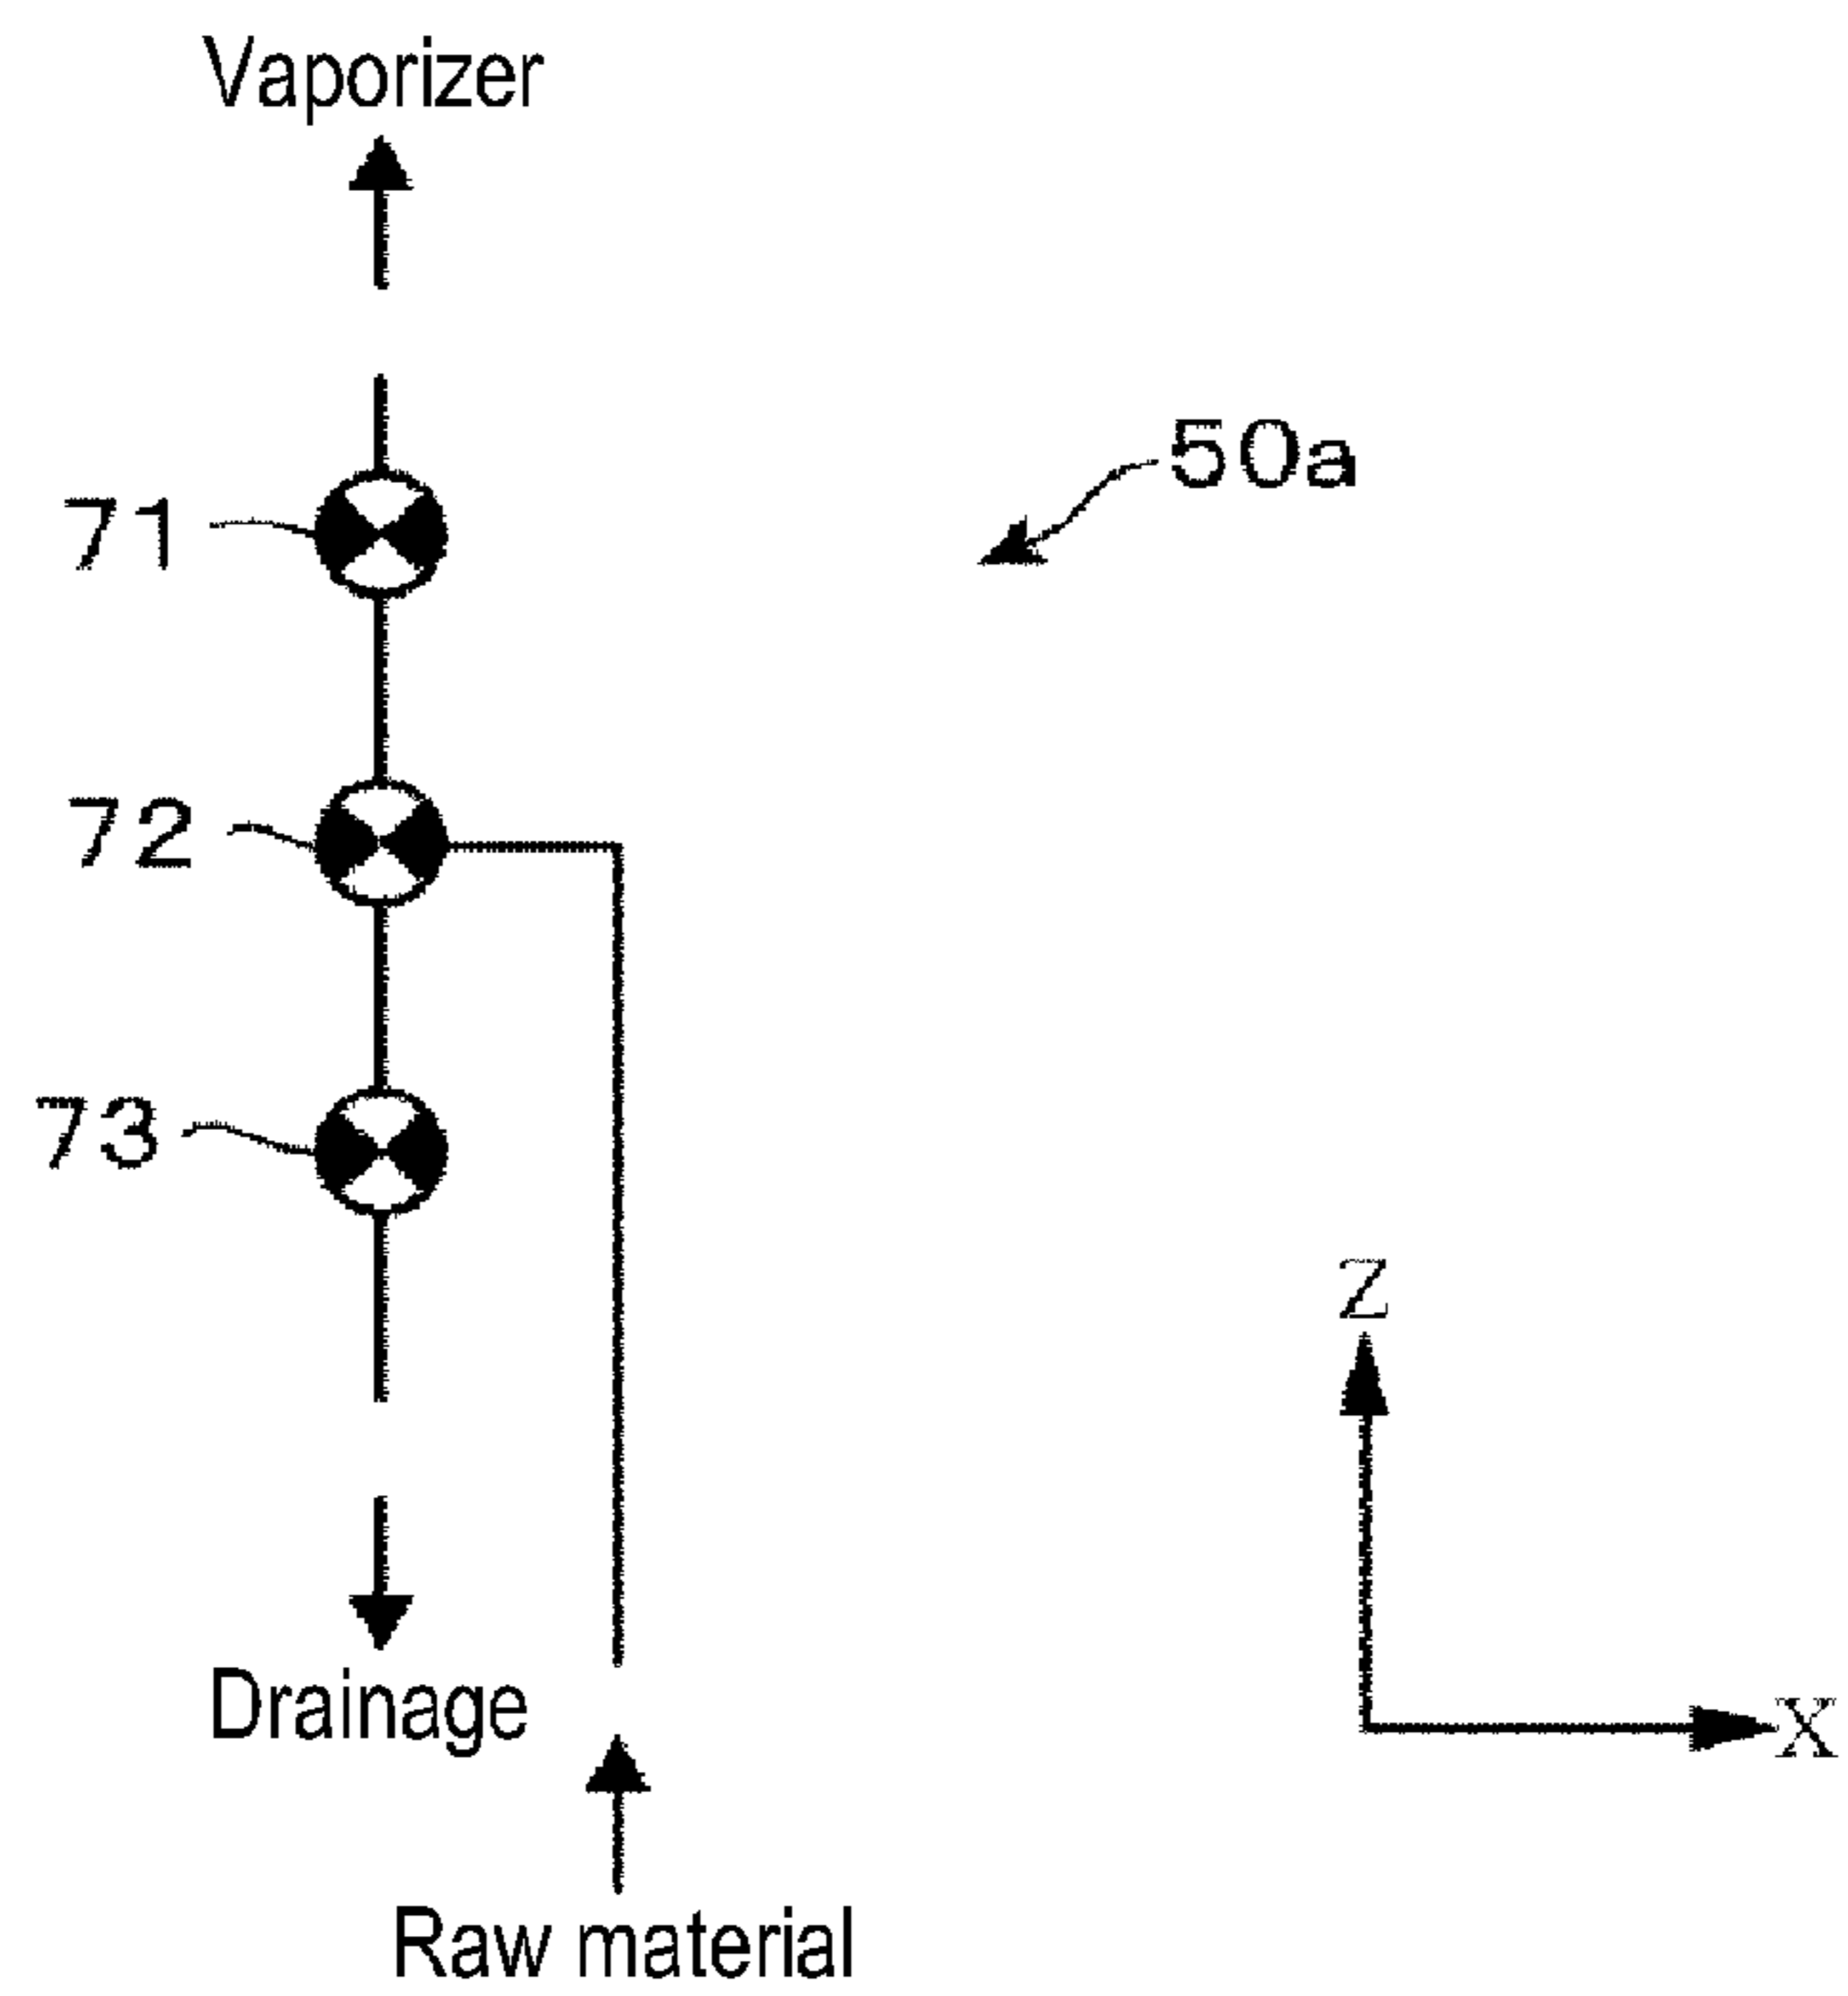 Vaporizer
50a
71
72
73
Z
Drainage
X
Raw material